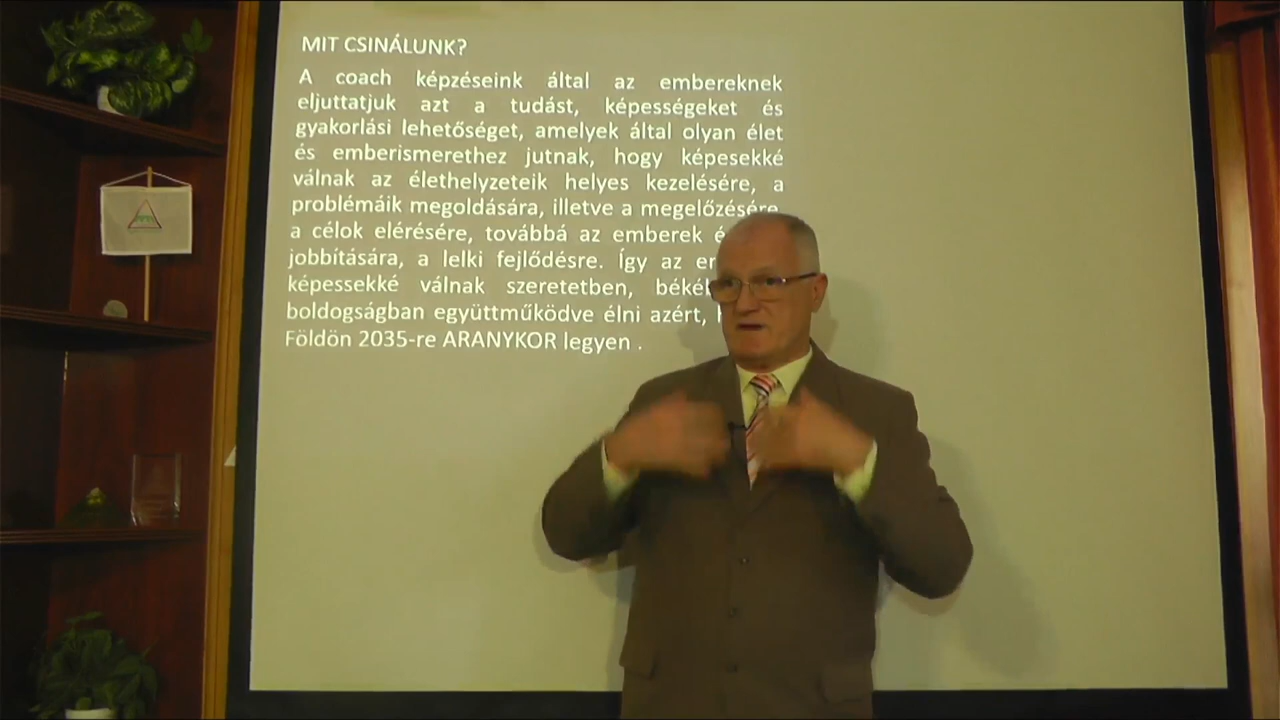 MIT CSINÁLUNK?
A coach képzéseink által az embereknek
eljuttatjuk azt a tudást, képességeket és
gyakorlási lehetőséget, amelyek által olyan élet
és emberismerethez jutnak, hogy képesekké
válnak az élethelyzeteik helyes kezelésére, a
problémáik megoldására, illetve a megelőzésére,
a célok elérésére, továbbá az emberek
jobbítására, a lelki fejlődésre. Így az
képessekké válnak szeretetben,
boldogságban együttműködve élni azért,
Földön 2035-re ARANYKOR legyen .